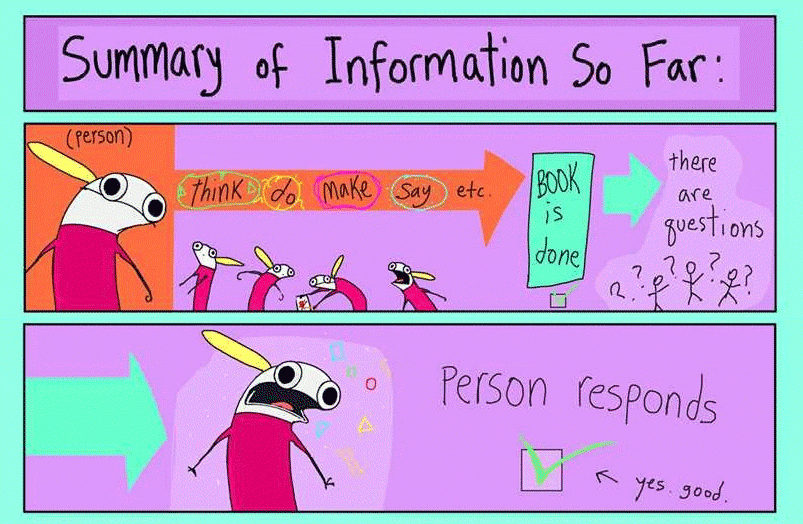 Summary of Information So Far:
(person)
think do make say etc.
BOOK
is
done
there
are
questions
? ? ? ?
Person responds
yes. good.